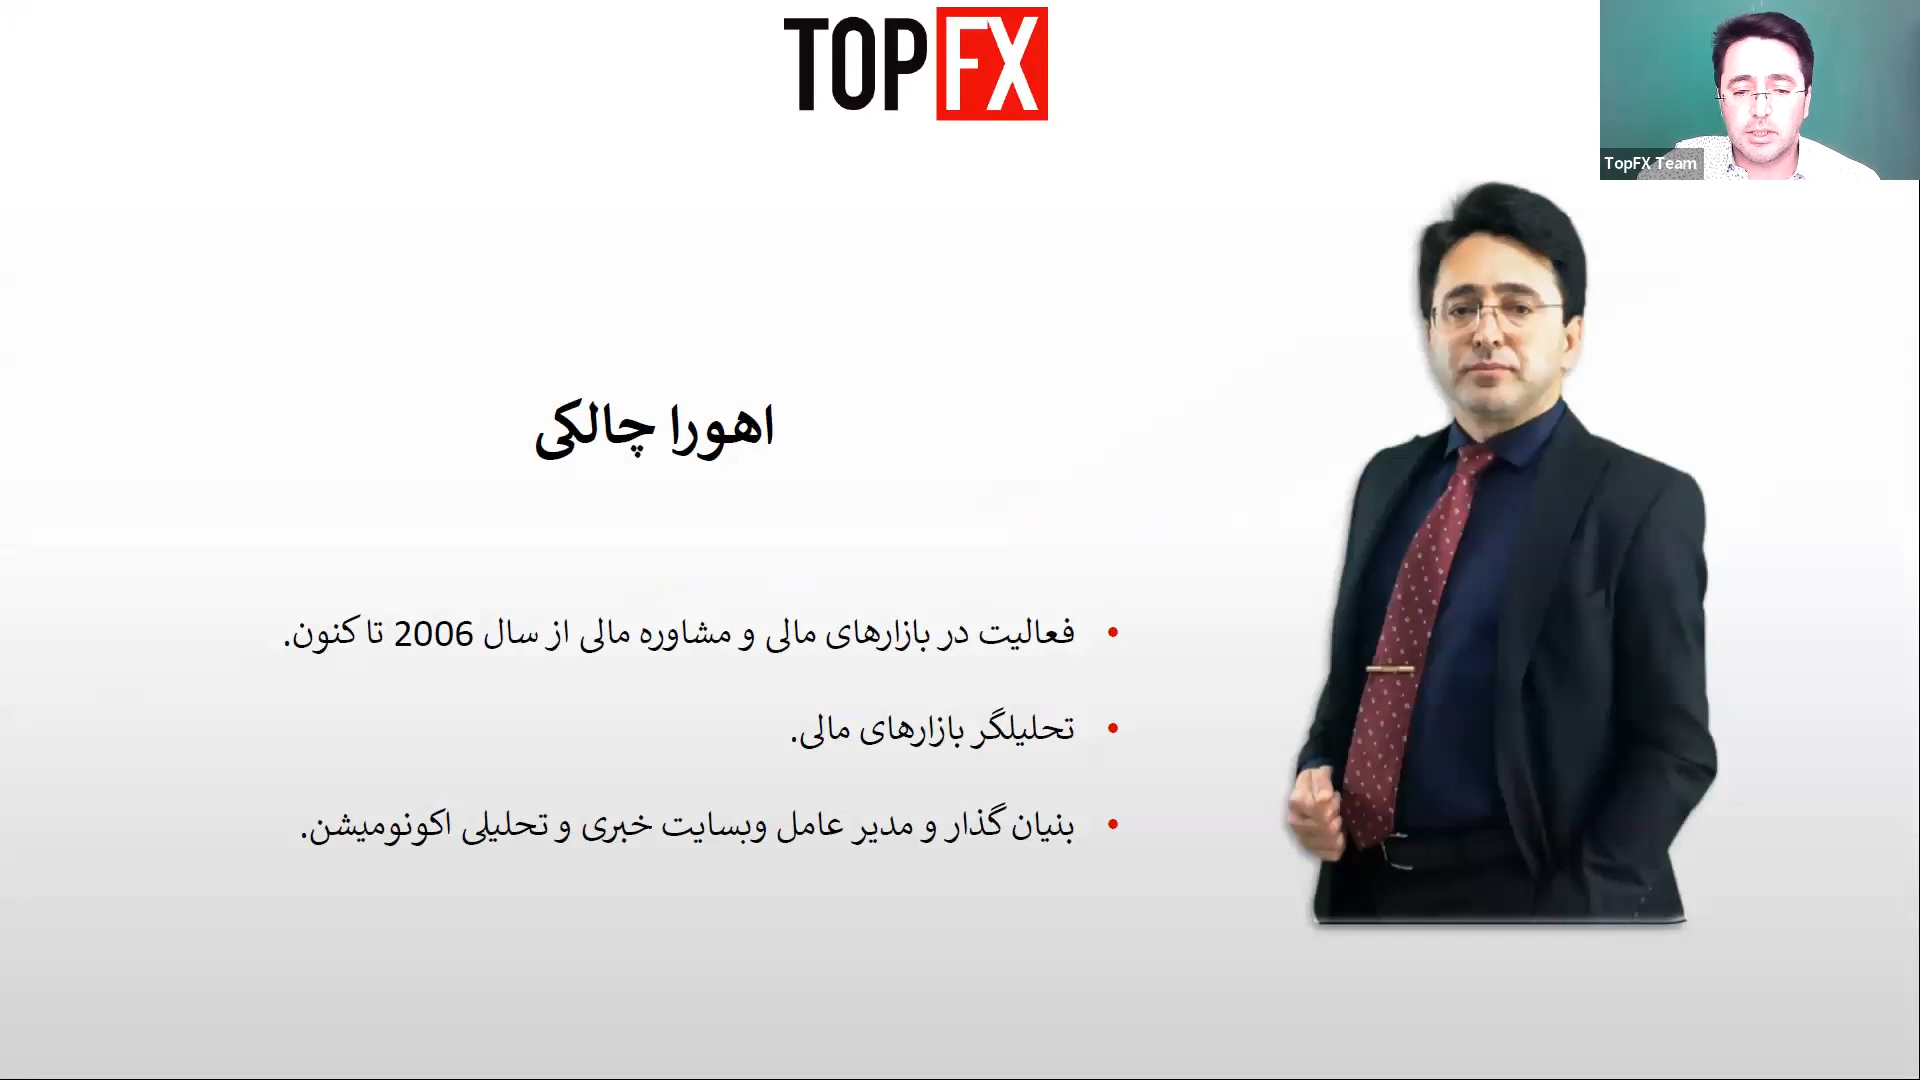 TOPFX
TopFX Team
اهورا چالکی
• فعالیت در بازارهای مالی و مشاوره مالی از سال 2006 تا کنون.
• تحلیلگر بازارهای مالی.
• بنیان گذار و مدیر عامل وبسایت خبری و تحلیلی اکونومیشن.